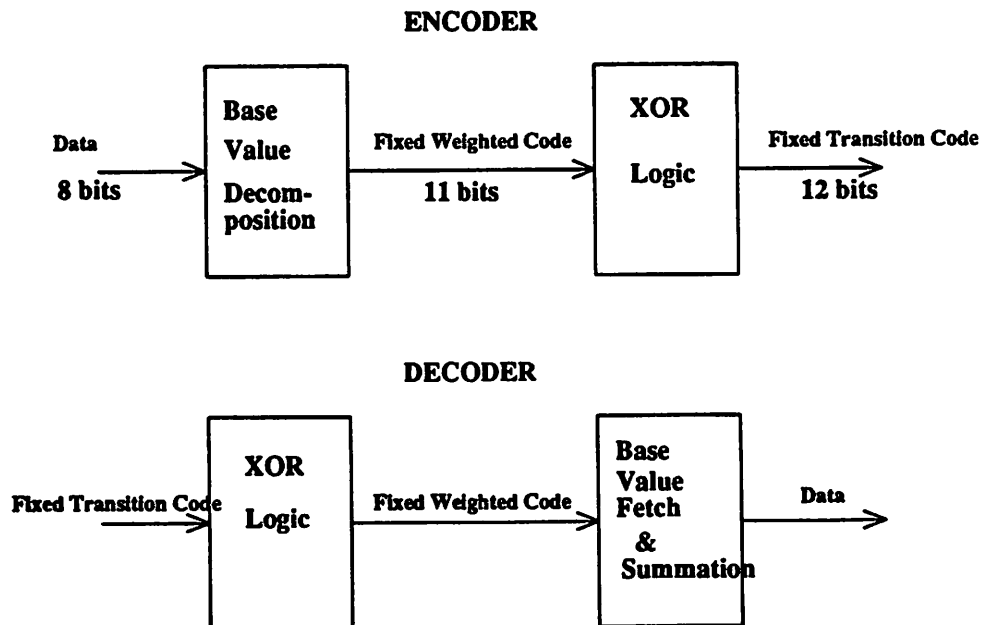 ENCODER
Data
8 bits
Base
Value
Decom-
position
Fixed Weighted Code
11 bits
XOR
Logic
Fixed Transition Code
12 bits
DECODER
Fixed Transition Code
XOR
Logic
Fixed Weighted Code
Base
Value
Fetch
&
Summation
Data